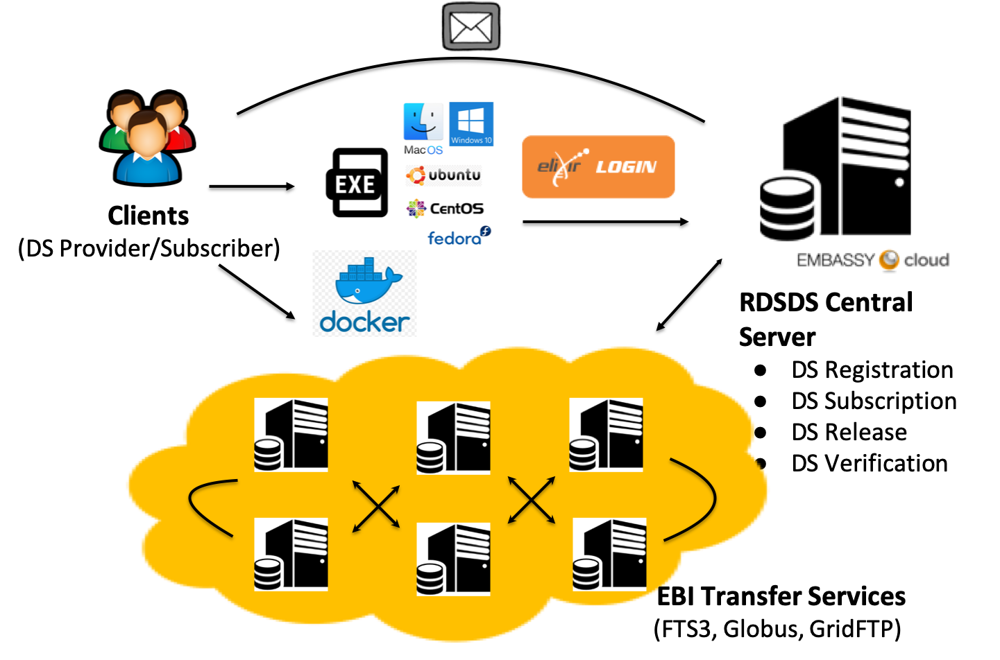 Mac OS
Windows 10
EXE
ubuntu
CentOS
fedora
elixir LOGIN
docker
Clients
(DS Provider/Subscriber)
EMBASSY cloud
RDSDS Central
Server
● DS Registration
● DS Subscription
● DS Release
● DS Verification
EBI Transfer Services
(FTS3, Globus, GridFTP)